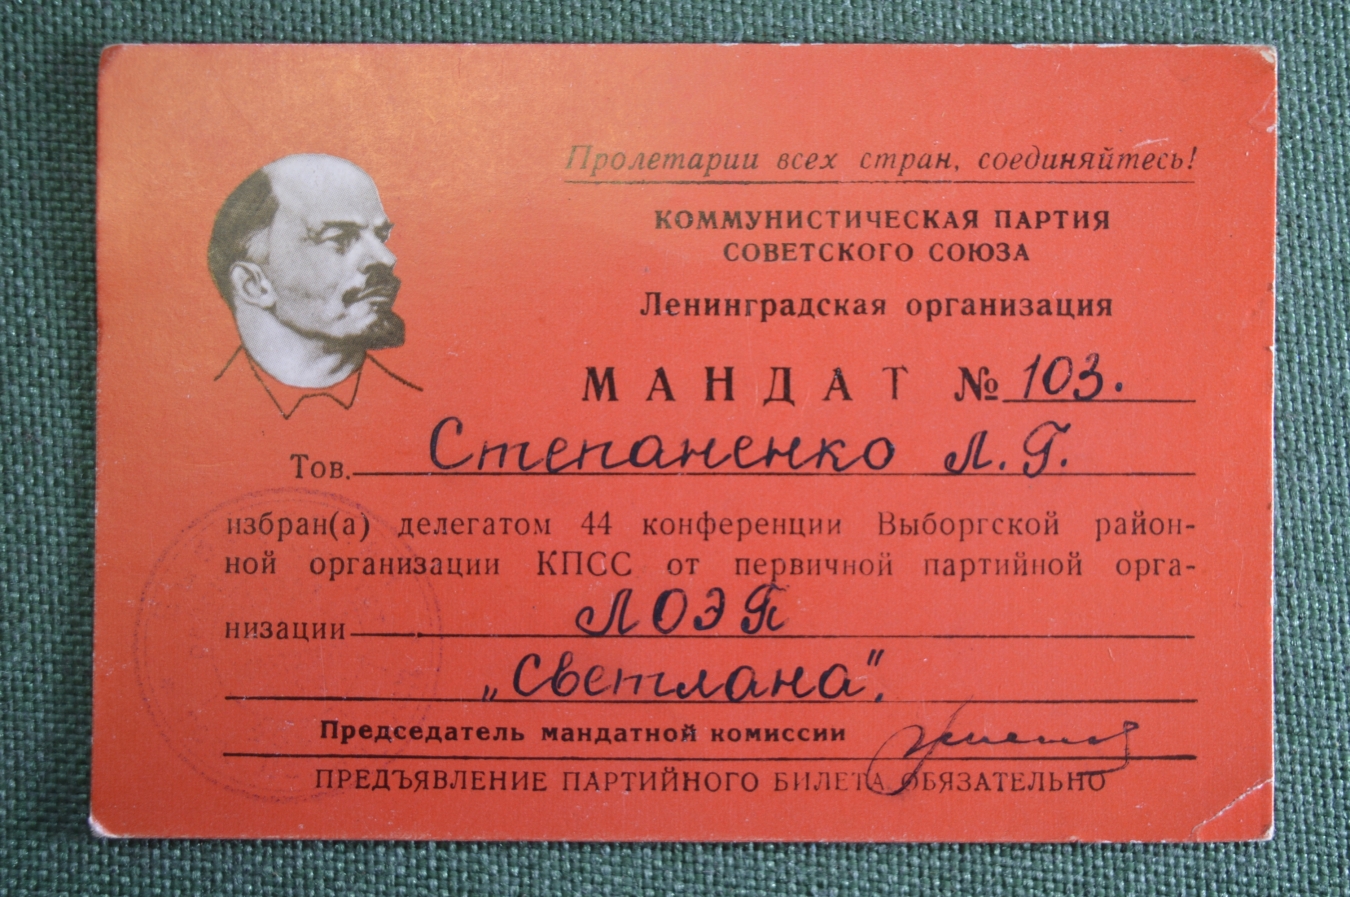 Пролетарии всех стран, соединяйтесь!
КОММУНИСТИЧЕСКАЯ ПАРТИЯ
СОВЕТСКОГО СОЮЗА
Ленинградская организация
МАНДАТ № 103.
Тов. Степаненко Л. Г.
избран(а) делегатом 44 конференции Выборгской район-
ной организации КПСС от первичной партийной орга-
низации ЛОЭП
„Светлана".
Председатель мандатной комиссии
ПРЕДЪЯВЛЕНИЕ ПАРТИЙНОГО БИЛЕТА ОБЯЗАТЕЛЬНО